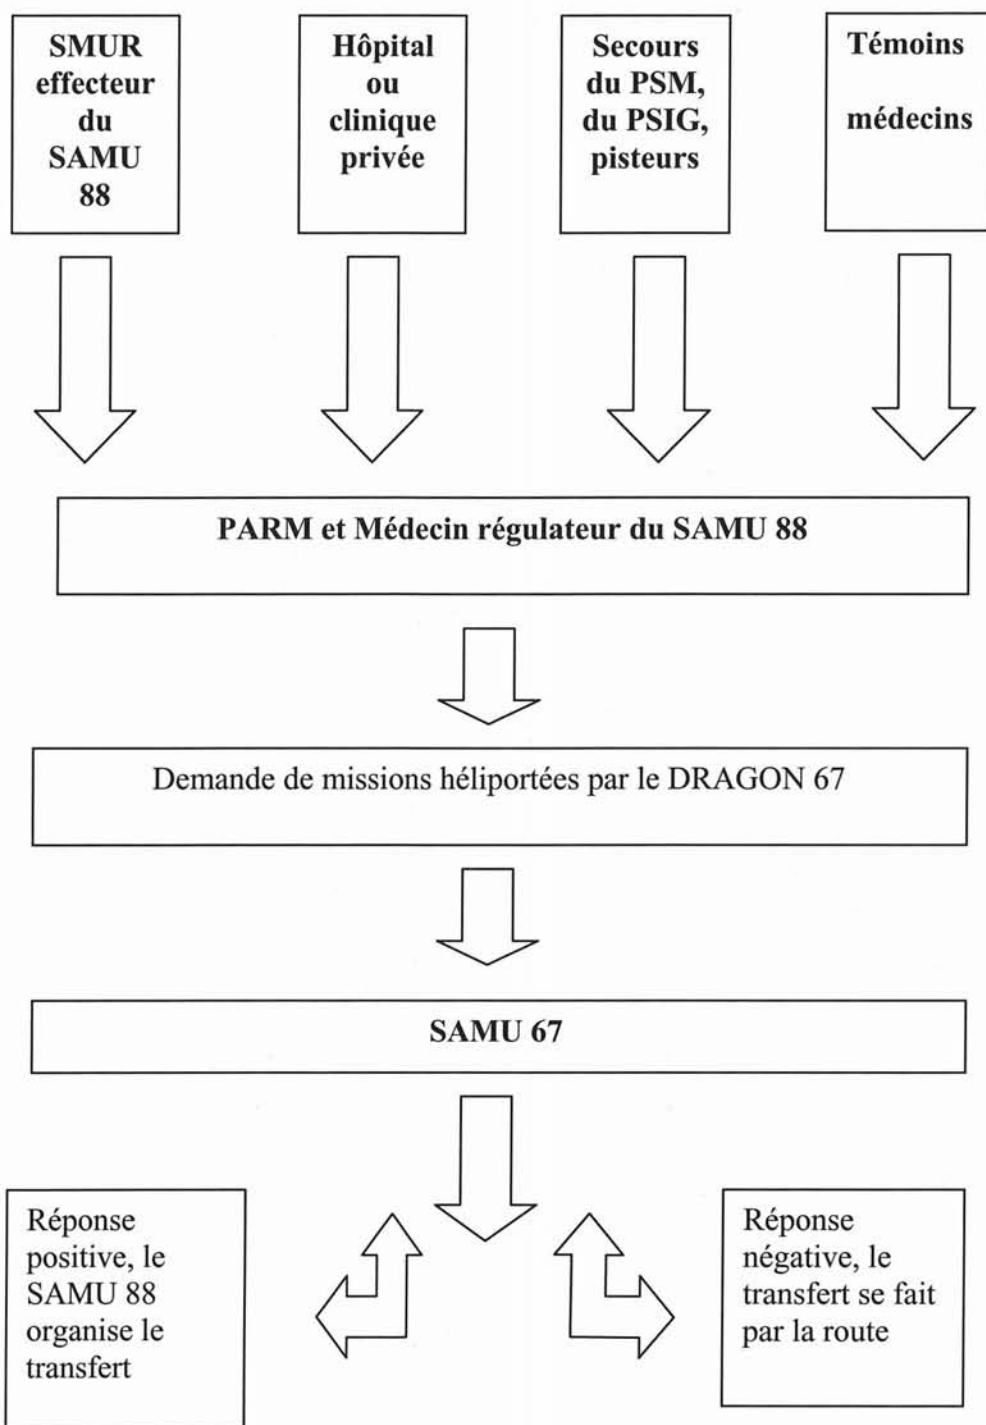 SMUR
effecteur
du
SAMU
88
Hôpital
ou
clinique
privée
Secours
du PSM,
du PSIG,
pisteurs
Témoins
médecins
PARM et Médecin régulateur du SAMU 88
Demande de missions héliportées par le DRAGON 67
SAMU 67
Réponse
positive, le
SAMU 88
organise le
transfert
Réponse
négative, le
transfert se fait
par la route